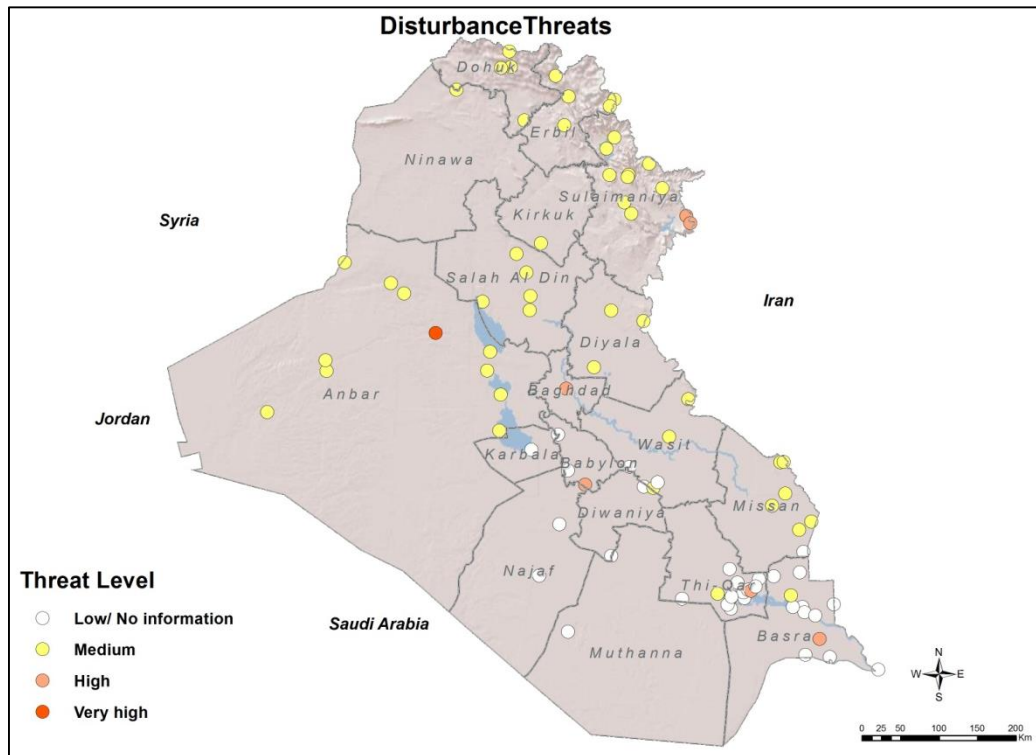 DisturbanceThreats
Dohuk
Erbil
Ninawa
Sulaimaniya
Kirkuk
Syria
Salah Al Din
Iran
Diyala
Anbar
Baghdad
Jordan
Wasit
Karbala
Babylon
Missan
Diwaniya
Najaf
Thi-Qar
Threat Level
Low/ No information
Saudi Arabia
Basra
Medium
Muthanna
N
W E
S
High
Very high
0 25 50 100 150 200
Km